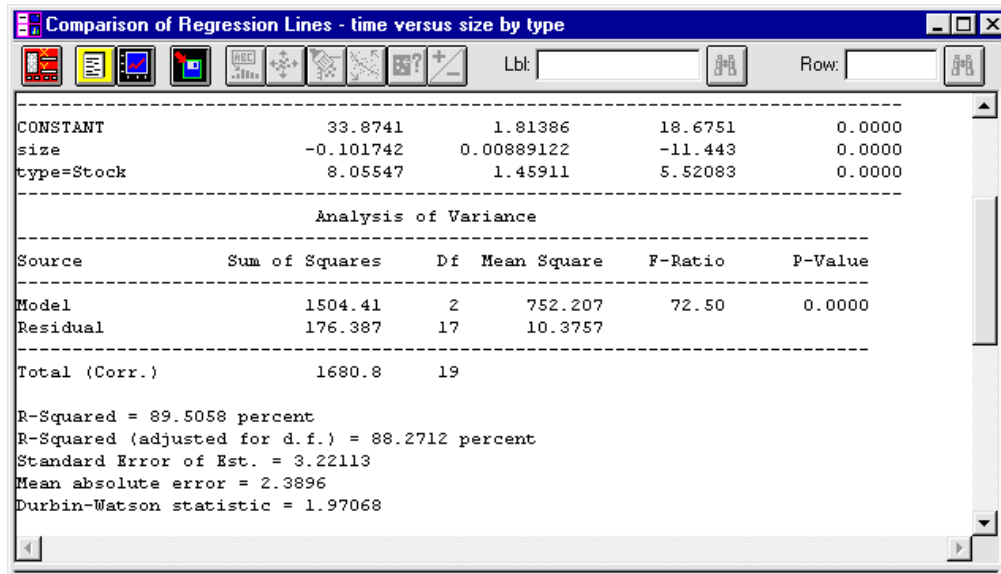 Comparison of Regression Lines - time versus size by type
ABC Lbl: Row:
CONSTANT 33.8741 1.81386 18.6751 0.0000
size -0.101742 0.00889122 -11.443 0.0000
type=Stock 8.05547 1.45911 5.52083 0.0000
Analysis of Variance
Source Sum of Squares Df Mean Square F-Ratio P-Value
Model 1504.41 2 752.207 72.50 0.0000
Residual 176.387 17 10.3757
Total (Corr.) 1680.8 19
R-Squared = 89.5058 percent
R-Squared (adjusted for d.f.) = 88.2712 percent
Standard Error of Est. = 3.22113
Mean absolute error = 2.3896
Durbin-Watson statistic = 1.97068